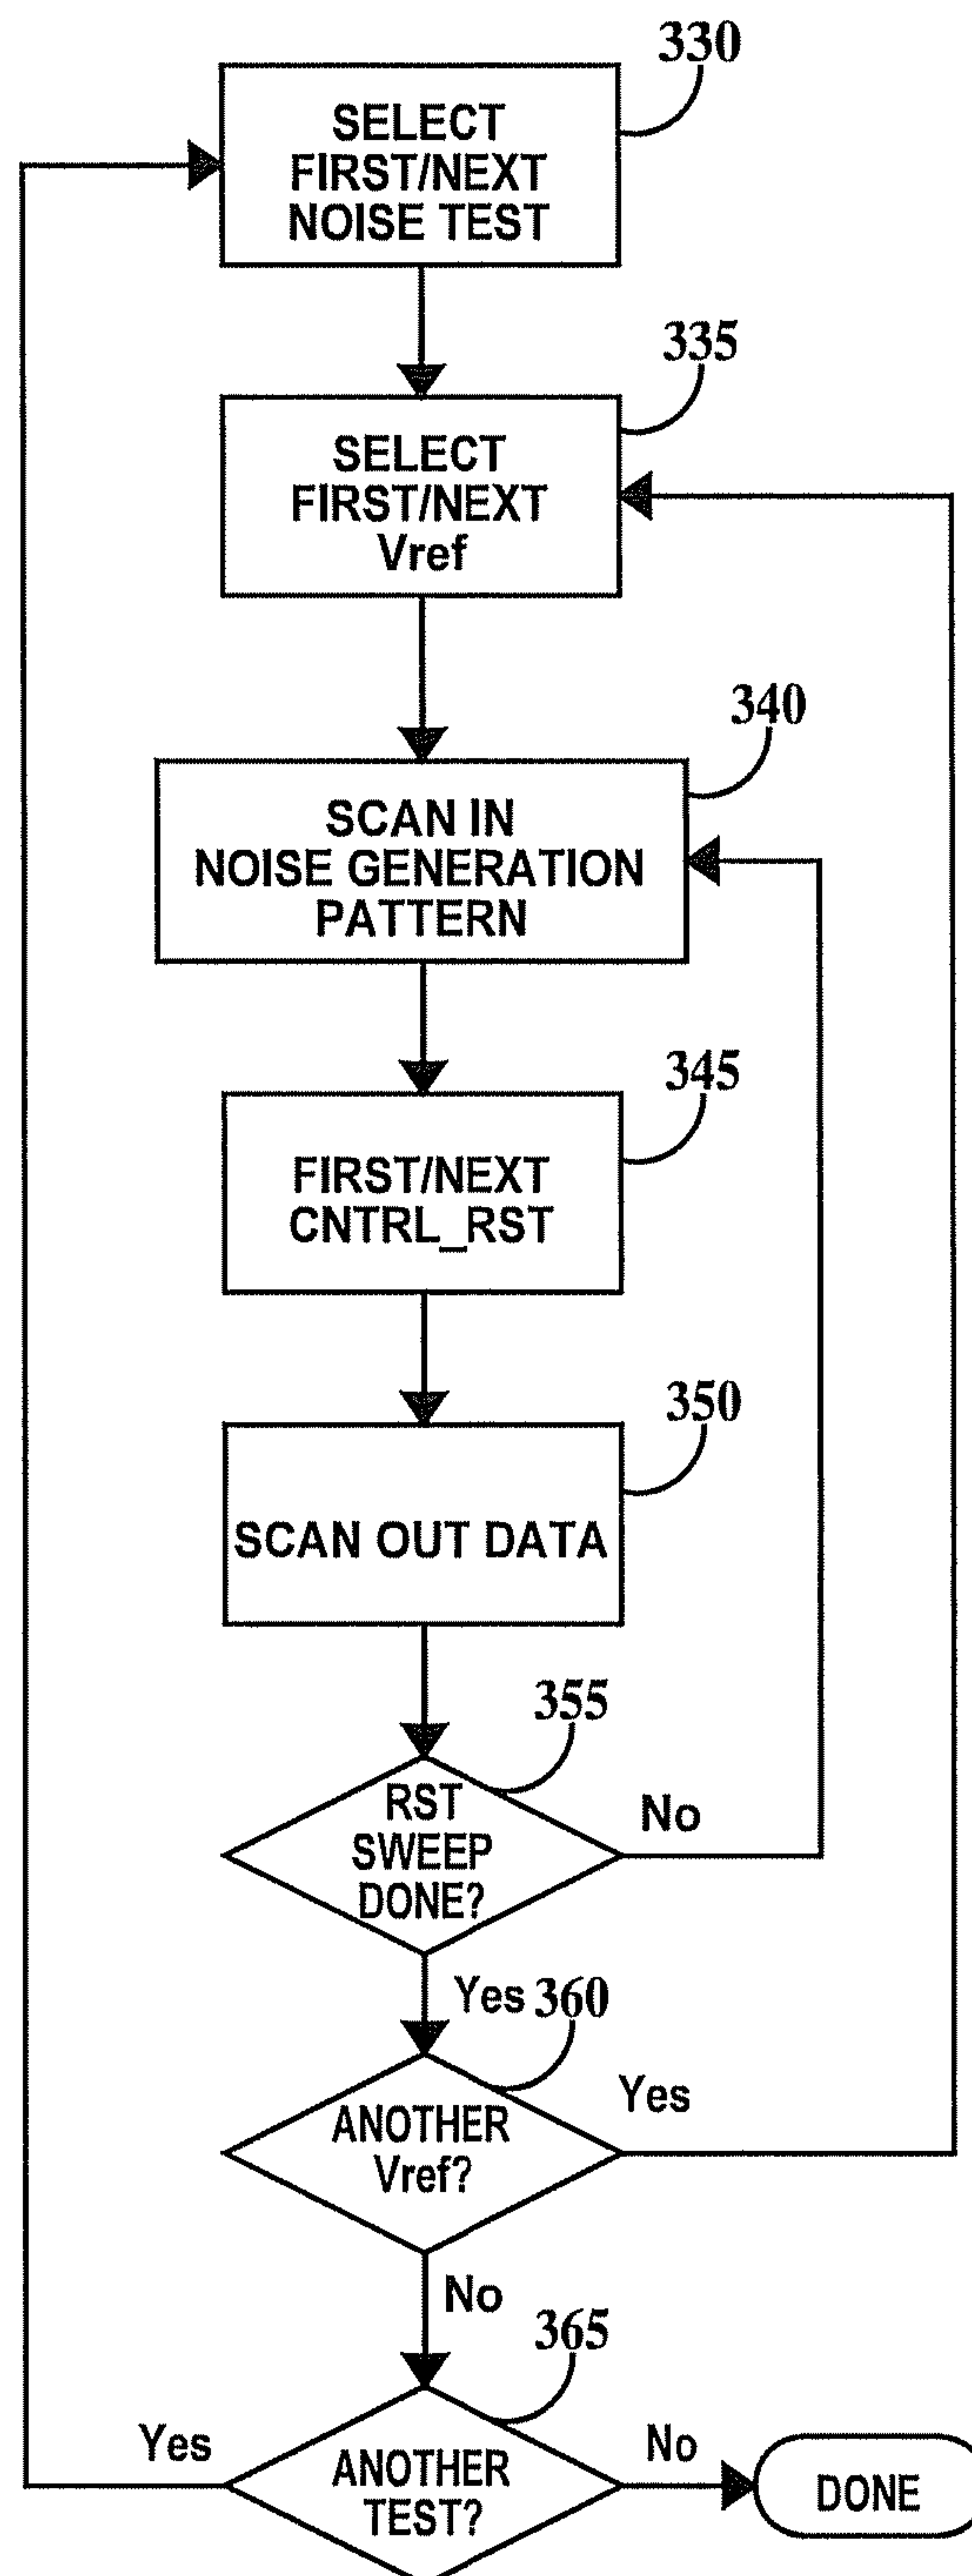 330
SELECT
FIRST/NEXT
NOISE TEST
335
SELECT
FIRST/NEXT
Vref
340
SCAN IN
NOISE GENERATION
PATTERN
345
FIRST/NEXT
CNTRL_RST
350
SCAN OUT DATA
355
RST
SWEEP
DONE?
No
Yes
360
ANOTHER
Vref?
Yes
No
365
ANOTHER
TEST?
Yes
No
DONE